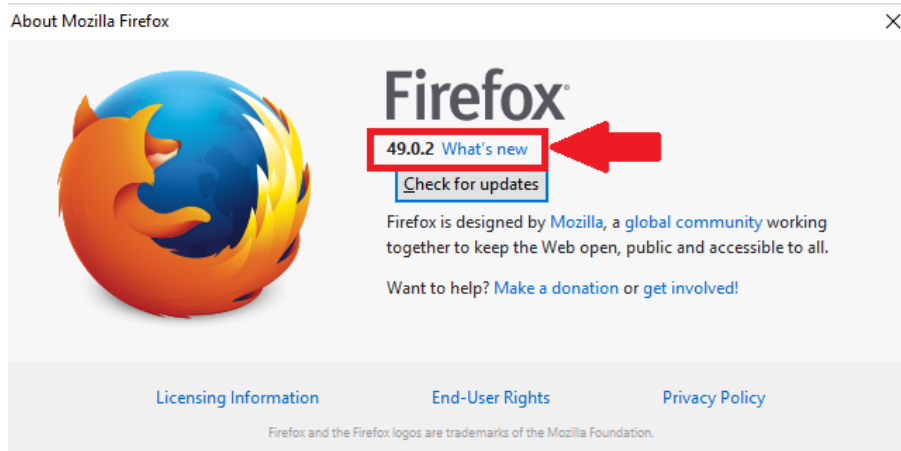 About Mozilla Firefox
Firefox
49.0.2 What's new
Check for updates
Firefox is designed by Mozilla, a global community working
together to keep the Web open, public and accessible to all.
Want to help? Make a donation or get involved!
Licensing Information End-User Rights Privacy Policy
Firefox and the Firefox logos are trademarks of the Mozilla Foundation.